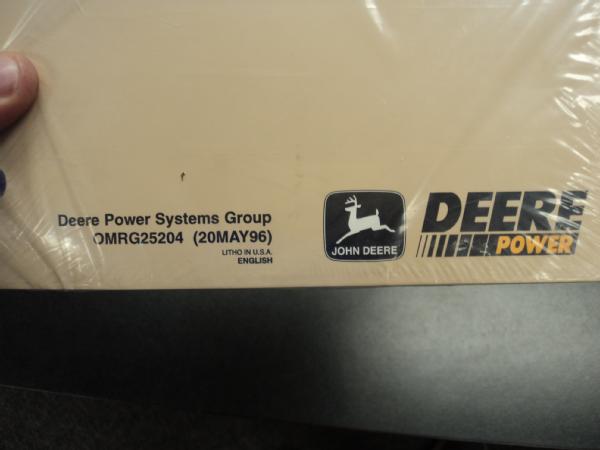 Deere Power Systems Group
OMRG25204 (20MAY96)
LITHO IN U.S.A.
ENGLISH
JOHN DEERE
DEERE
POWER